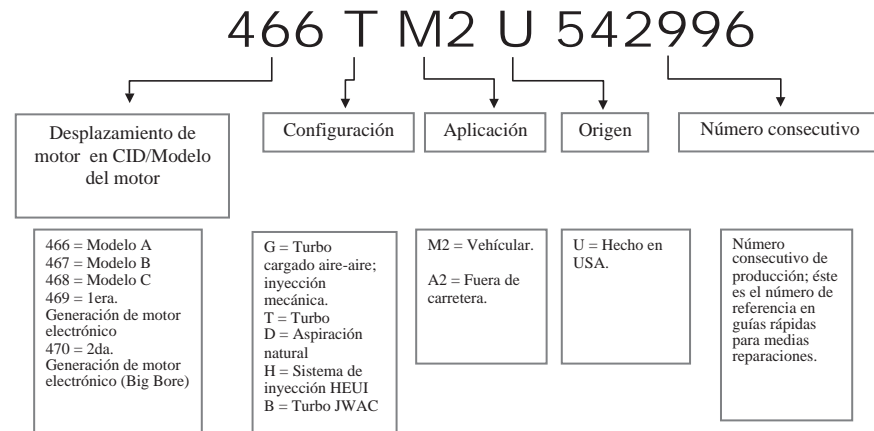 466 T M2 U 542996
Desplazamiento de
motor en CID/Modelo
del motor
Configuración
Aplicación
Origen
Número consecutivo
466 = Modelo A
467 = Modelo B
468 = Modelo C
469 = 1era.
Generación de motor
electrónico
470 = 2da.
Generación de motor
electrónico (Big Bore)
G = Turbo
cargado aire-aire;
inyección
mecánica.
T = Turbo
D = Aspiración
natural
H = Sistema de
inyección HEUI
B = Turbo JWAC
M2 = Vehícular.
A2 = Fuera de
carretera.
U = Hecho en
USA.
Número
consecutivo de
producción; éste
es el número de
referencia en
guías rápidas
para medias
reparaciones.